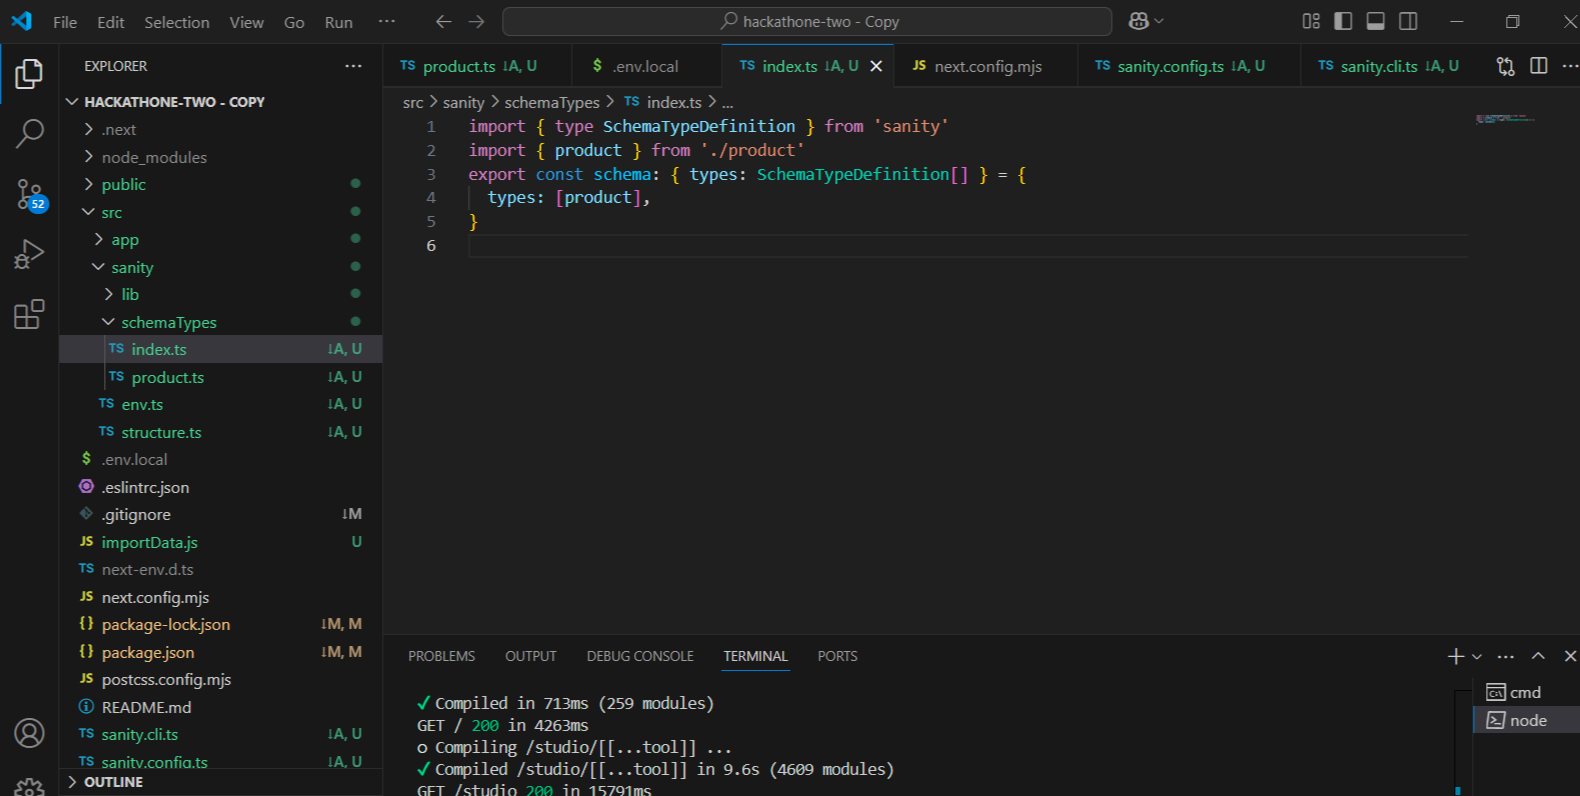 File Edit Selection View Go Run ... hackathone-two - Copy
EXPLORER ...
HACKATHONE-TWO - COPY
.next
node_modules
public
src
app
sanity
lib
schemaTypes
TS index.ts ↓A, U
TS product.ts ↓A, U
TS env.ts ↓A, U
TS structure.ts ↓A, U
$ .env.local
.eslintrc.json
.gitignore ↓M
JS importData.js U
TS next-env.d.ts
JS next.config.mjs
{} package-lock.json ↓M, M
{} package.json ↓M, M
JS postcss.config.mjs
README.md
TS sanity.cli.ts ↓A, U
TS sanity.config.ts ↓A, U
OUTLINE
52
TS product.ts ↓A, U $ .env.local TS index.ts ↓A, U JS next.config.mjs TS sanity.config.ts ↓A, U TS sanity.cli.ts ↓A, U
src > sanity > schemaTypes > TS index.ts > ...
1 import { type SchemaTypeDefinition } from 'sanity'
2 import { product } from './product'
3 export const schema: { types: SchemaTypeDefinition[] } = {
4 types: [product],
5 }
6
PROBLEMS OUTPUT DEBUG CONSOLE TERMINAL PORTS
✓ Compiled in 713ms (259 modules)
GET / 200 in 4263ms
○ Compiling /studio/[[...tool]] ...
✓ Compiled /studio/[[...tool]] in 9.6s (4609 modules)
GET /studio 200 in 15791ms
cmd
node